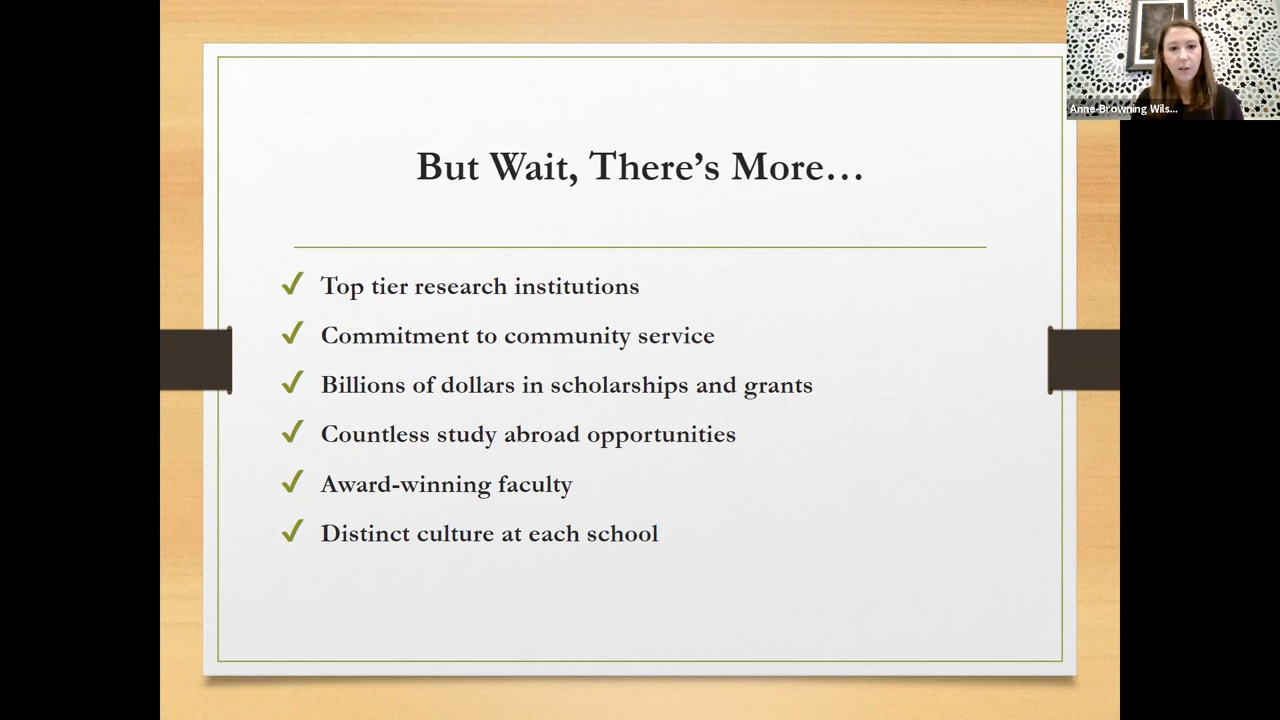 Anne-Browning Wils...
But Wait, There's More…
✓ Top tier research institutions
✓ Commitment to community service
✓ Billions of dollars in scholarships and grants
✓ Countless study abroad opportunities
✓ Award-winning faculty
✓ Distinct culture at each school